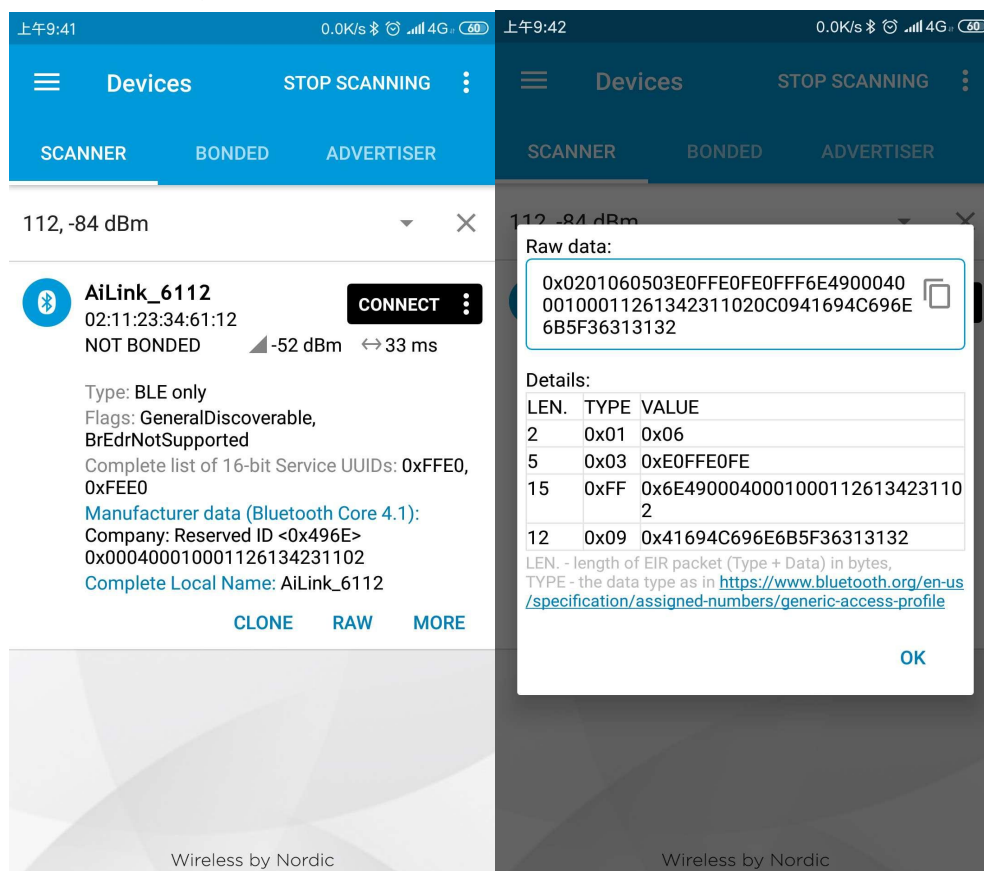 上午9:41
0.0K/s 4G 60
Devices STOP SCANNING
SCANNER BONDED ADVERTISER
112, -84 dBm
AiLink_6112
02:11:23:34:61:12
CONNECT
NOT BONDED -52 dBm 33 ms
Type: BLE only
Flags: GeneralDiscoverable,
BrEdrNotSupported
Complete list of 16-bit Service UUIDs: 0xFFE0,
0xFEE0
Manufacturer data (Bluetooth Core 4.1):
Company: Reserved ID <0x496E>
0x0004000100011261342311​02
Complete Local Name: AiLink_6112
CLONE RAW MORE
Wireless by Nordic
上午9:42
0.0K/s 4G 60
Devices STOP SCANNING
SCANNER BONDED ADVERTISER
112, -84 dBm
Raw data:
0x0201060503E0FFE0FE0FFF6E4900040
00100011261342311020C0941694C696E
6B5F36313132
Details:
LEN. TYPE VALUE
2 0x01 0x06
5 0x03 0xE0FFE0FE
15 0xFF 0x6E49000400010001126134231​10
2
12 0x09 0x41694C696E6B5F36313132
LEN. - length of EIR packet (Type + Data) in bytes,
TYPE - the data type as in https://www.bluetooth.org/en-us
/specification/assigned-numbers/generic-access-profile
OK
Wireless by Nordic